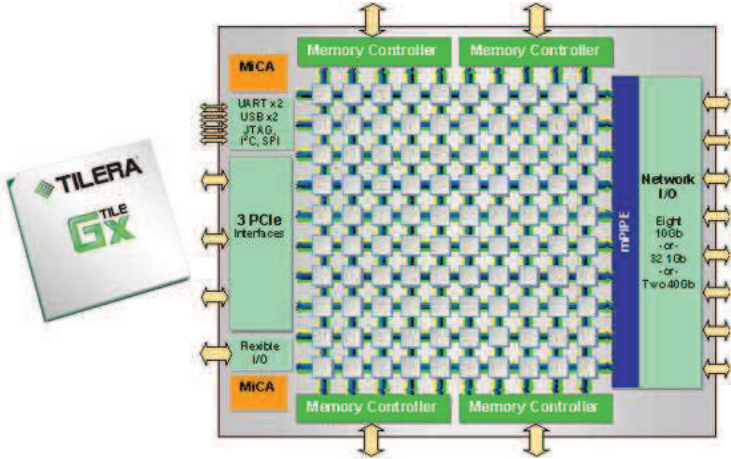 TILERA
TILE
Gx
Memory Controller
Memory Controller
MiCA
UART x2
USB x2
JTAG,
I²C, SPI
3 PCIe
Interfaces
Flexible
I/O
MiCA
mPIPE
Network
I/O
Eight
10Gb
-or-
32 1Gb
-or-
Two 40Gb
Memory Controller
Memory Controller